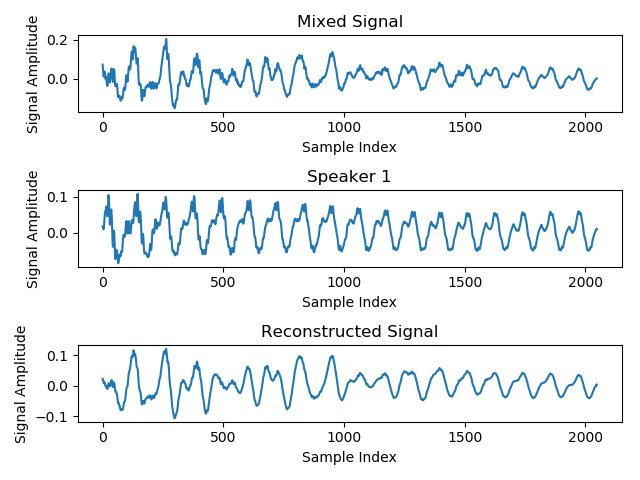 Mixed Signal
Signal Amplitude
0.2
0.0
0 500 1000 1500 2000
Sample Index
Speaker 1
Signal Amplitude
0.1
0.0
0 500 1000 1500 2000
Sample Index
Reconstructed Signal
Signal Amplitude
0.1
0.0
−0.1
0 500 1000 1500 2000
Sample Index